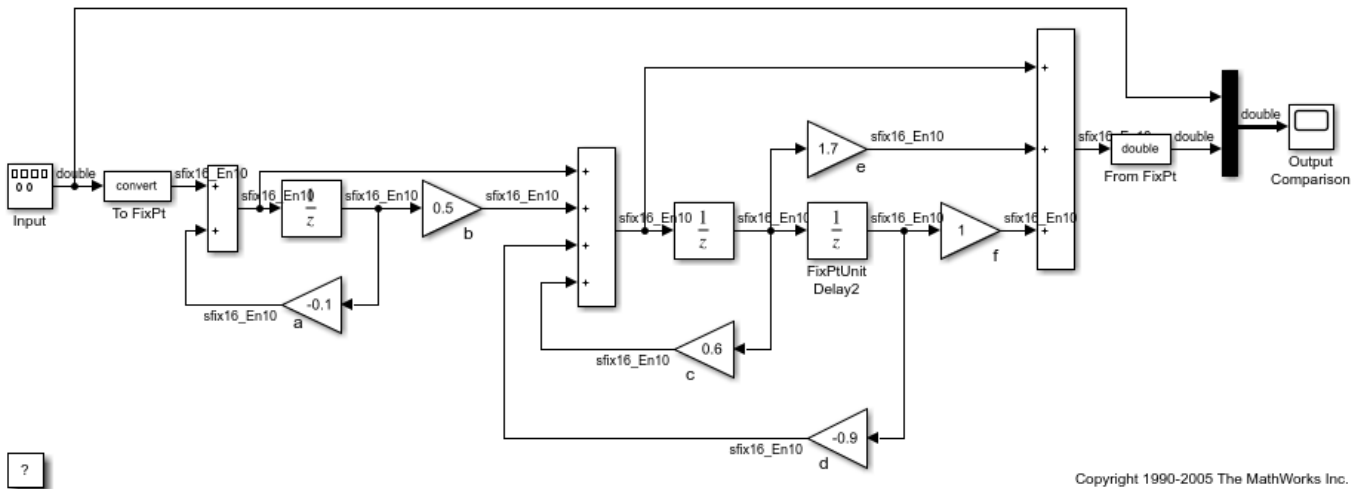 sfix16_En10
double
1.7
e
double
sfix16_En10
double
double
Output
Comparison
From FixPt
Input
double
convert
To FixPt
sfix16_En10
sfix16_En10
1
z
sfix16_En10
0.5
b
sfix16_En10
sfix16_En10
1
z
sfix16_En10
1
z
FixPtUnit
Delay2
sfix16_En10
1
f
sfix16_En10
-0.1
a
sfix16_En10
0.6
c
sfix16_En10
-0.9
d
sfix16_En10
?
Copyright 1990-2005 The MathWorks Inc.